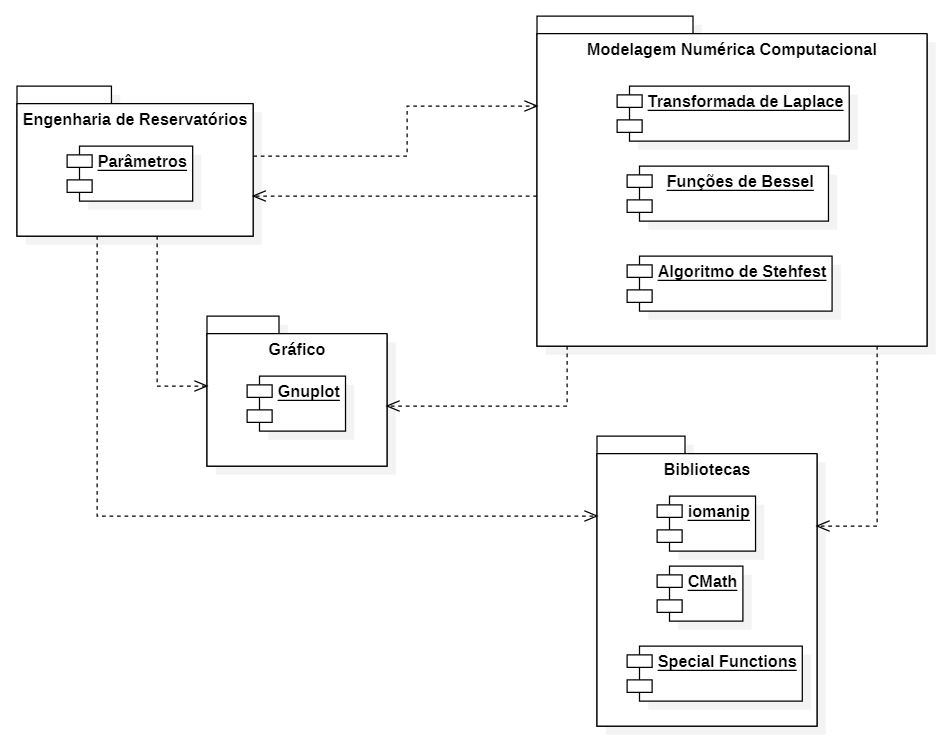 Modelagem Numérica Computacional
Transformada de Laplace
Funções de Bessel
Algoritmo de Stehfest
Engenharia de Reservatórios
Parâmetros
Gráfico
Gnuplot
Bibliotecas
iomanip
CMath
Special Functions